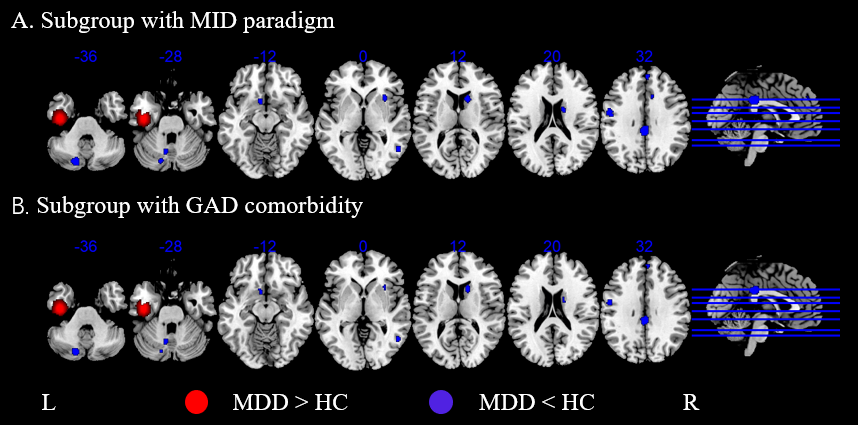 A. Subgroup with MID paradigm
-36 -28 -12 0 12 20 32
B. Subgroup with GAD comorbidity
-36 -28 -12 0 12 20 32
L MDD > HC MDD < HC R